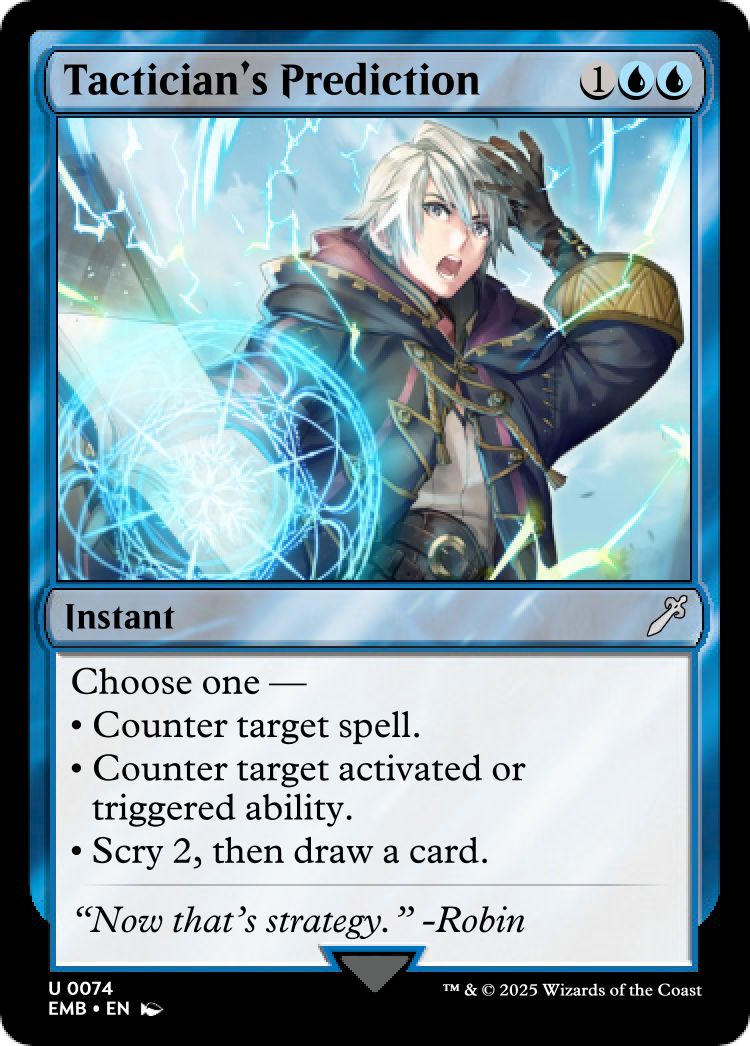 Tactician's Prediction 1
Instant
Choose one —
• Counter target spell.
• Counter target activated or
triggered ability.
• Scry 2, then draw a card.
“Now that's strategy.” -Robin
U 0074
EMB • EN
™ & © 2025 Wizards of the Coast